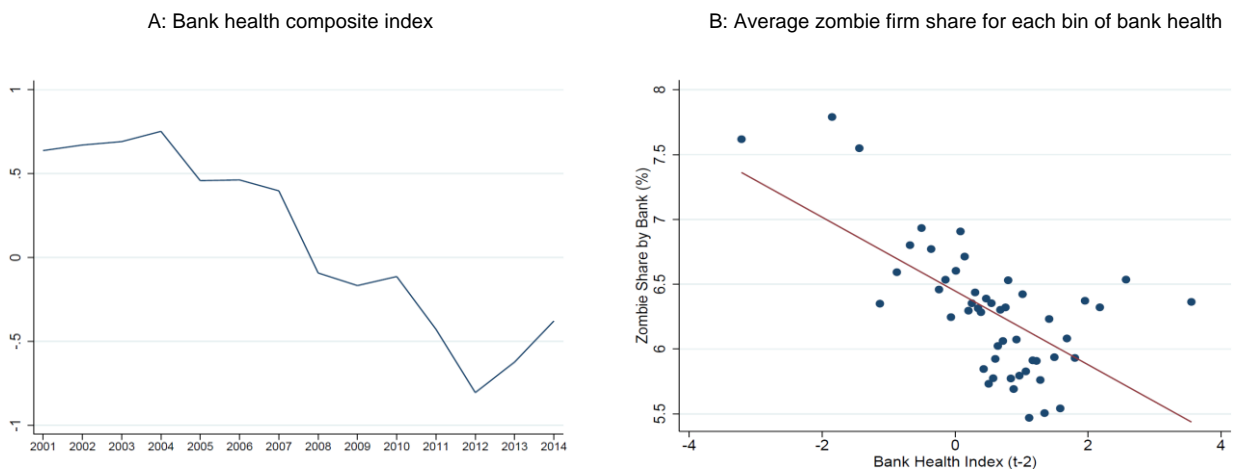 A: Bank health composite index
B: Average zombie firm share for each bin of bank health
1
.5
0
-.5
-1
2001 2002 2003 2004 2005 2006 2007 2008 2009 2010 2011 2012 2013 2014
Zombie Share by Bank (%)
8
7.5
7
6.5
6
5.5
-4 -2 0 2 4
Bank Health Index (t-2)